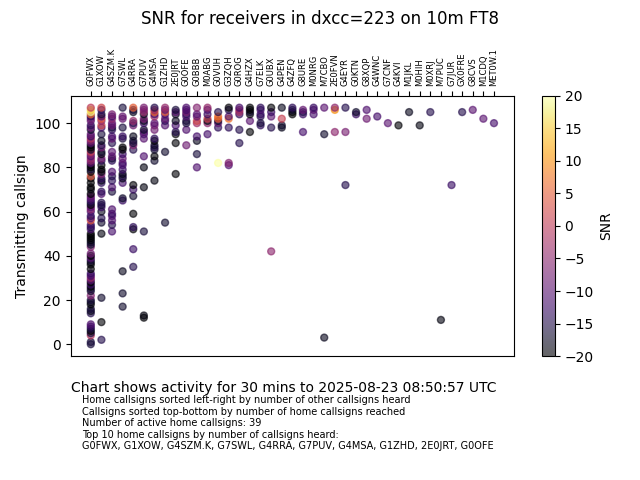 SNR for receivers in dxcc=223 on 10m FT8
G0FWX G1XOW G4SZM.K G7SWL G4RRA G7PUV G4MSA G1ZHD 2E0JRT G0OFE G0BBB M0ABG G0VUH G3ZQH G0ROG G4HZX G7ELK G0UBX G4PEN G4ZFQ G8URE M0NRG M7CBO 2E0FVN G4EYR G0KTN G8XQP G4WNC G7CNF G4KVI M1JKL M0HIH M0XRJ M7PUC G7JUR GX0FRE G8CVS M1CDQ MET0W.1
Transmitting callsign
100
80
60
40
20
0
20
15
10
5
0
−5
−10
−15
−20
SNR
Chart shows activity for 30 mins to 2025-08-23 08:50:57 UTC
Home callsigns sorted left-right by number of other callsigns heard
Callsigns sorted top-bottom by number of home callsigns reached
Number of active home callsigns: 39
Top 10 home callsigns by number of callsigns heard:
G0FWX, G1XOW, G4SZM.K, G7SWL, G4RRA, G7PUV, G4MSA, G1ZHD, 2E0JRT, G0OFE